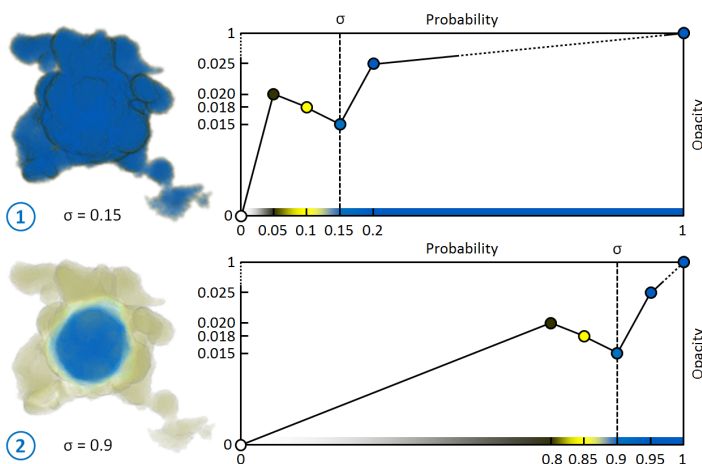 σ Probability
1
0.025
0.020
0.018
0.015
0
Opacity
0 0.05 0.1 0.15 0.2 1
1 σ = 0.15
Probability σ
1
0.025
0.020
0.018
0.015
0
Opacity
0 0.8 0.85 0.9 0.95 1
2 σ = 0.9